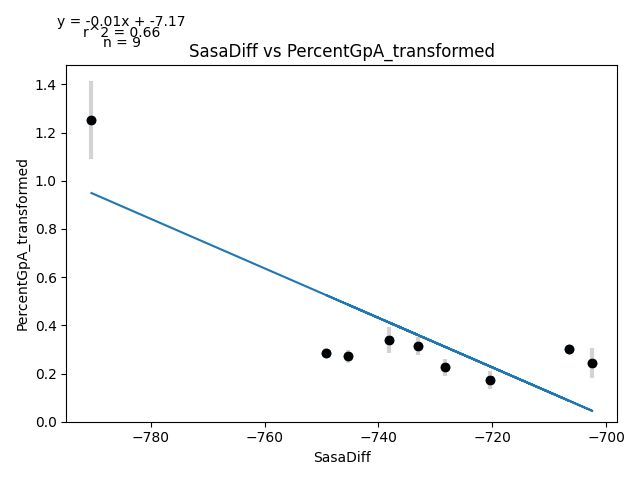 y = -0.01x + -7.17
r^2 = 0.66
n = 9
SasaDiff vs PercentGpA_transformed
PercentGpA_transformed
1.4
1.2
1.0
0.8
0.6
0.4
0.2
0.0
−780
−760
−740
−720
−700
SasaDiff